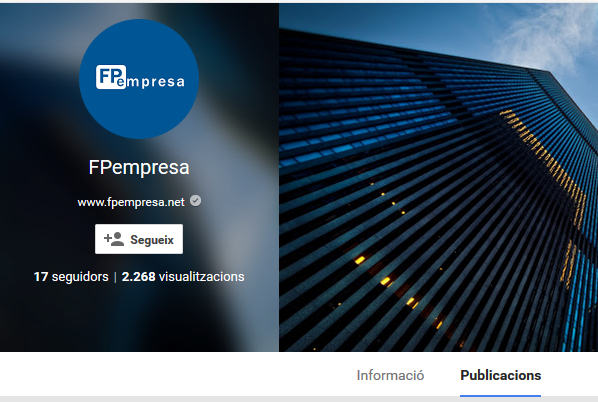 FPempresa
FPempresa
www.fpempresa.net
Segueix
17 seguidors | 2.268 visualitzacions
Informació Publicacions